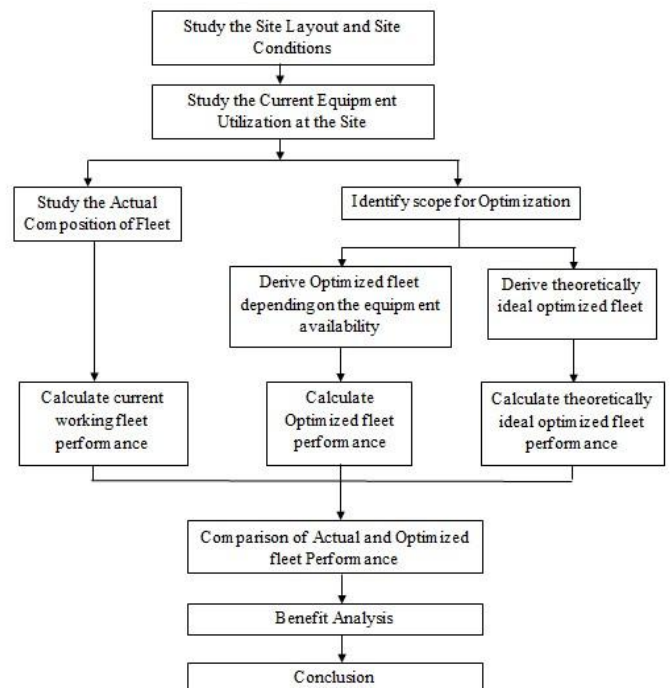 Study the Site Layout and Site
Conditions
Study the Current Equipment
Utilization at the Site
Study the Actual
Composition of Fleet
Identify scope for Optimization
Derive Optimized fleet
depending on the equipment
availability
Derive theoretically
ideal optimized fleet
Calculate current
working fleet
performance
Calculate
Optimized fleet
performance
Calculate theoretically
ideal optimized fleet
performance
Comparison of Actual and Optimized
fleet Performance
Benefit Analysis
Conclusion